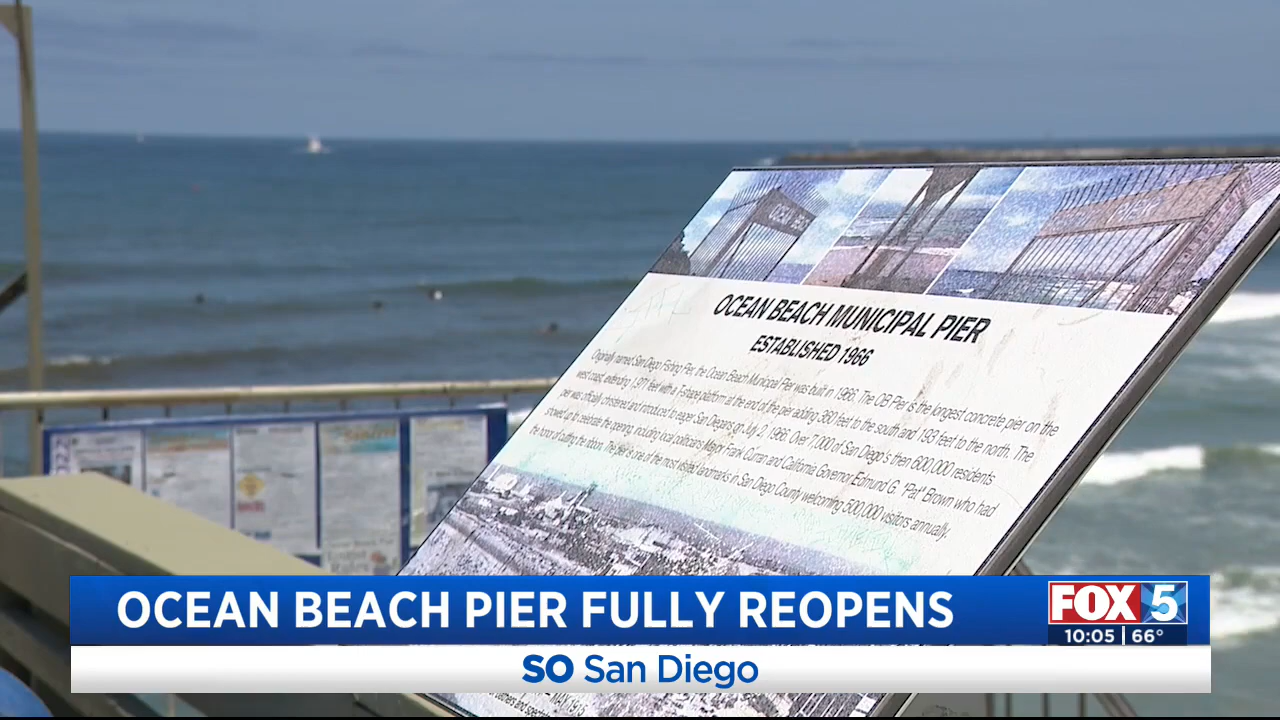 OCEAN BEACH MUNICIPAL PIER
ESTABLISHED 1966
Originally named San Diego Fishing Pier, the Ocean Beach Municipal Pier was built in 1966. The OB Pier is the longest concrete pier on the
west coast, extending 1,971 feet with a T-shape platform at the end of the pier adding 360 feet to the south and 193 feet to the north. The
pier was officially christened and introduced to eager San Diegans on July 2, 1966. Over 7,000 of San Diego's then 600,000 residents
showed up to celebrate the opening, including local politicians Mayor Frank Curran and California Governor Edmund G. "Pat" Brown who had
the honor of cutting the ribbon. The pier is one of the most visited landmarks in San Diego County welcoming 500,000 visitors annually.
OCEAN BEACH PIER FULLY REOPENS
FOX 5
10:05 66°
SO San Diego